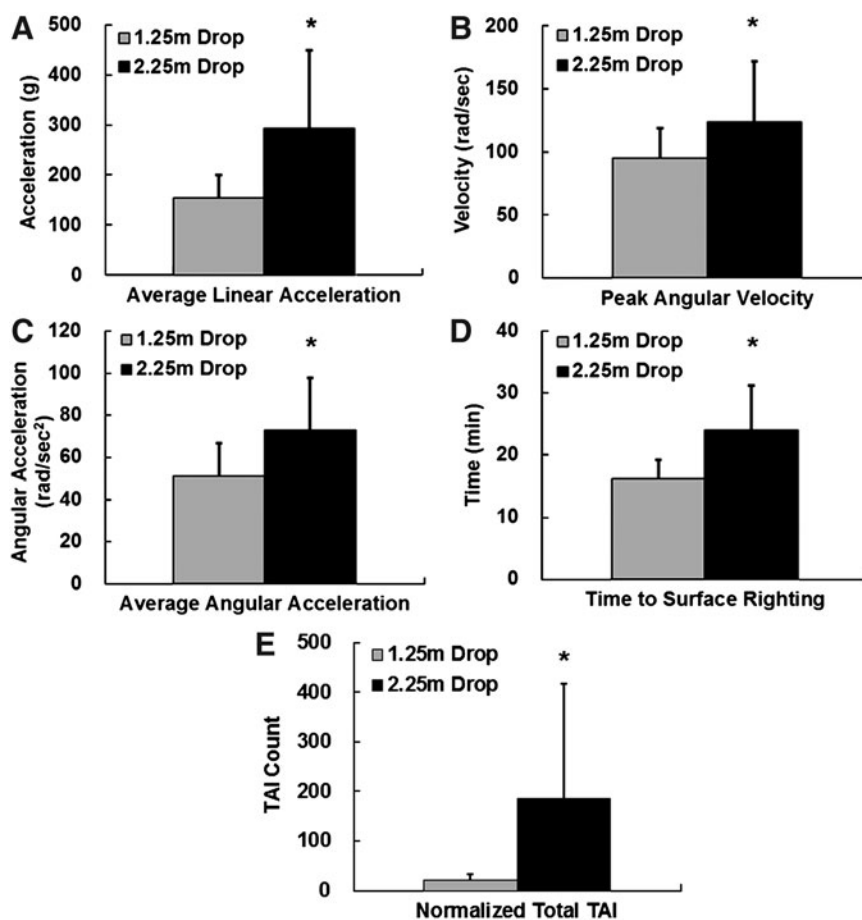 A
500
400
300
200
100
0
Acceleration (g)
1.25m Drop
2.25m Drop
*
Average Linear Acceleration
B
200
150
100
50
0
Velocity (rad/sec)
1.25m Drop
2.25m Drop
*
Peak Angular Velocity
C
120
100
80
60
40
20
0
Angular Acceleration
(rad/sec²)
1.25m Drop
2.25m Drop
*
Average Angular Acceleration
D
40
30
20
10
0
Time (min)
1.25m Drop
2.25m Drop
*
Time to Surface Righting
E
500
400
300
200
100
0
TAI Count
1.25m Drop
2.25m Drop
*
Normalized Total TAI